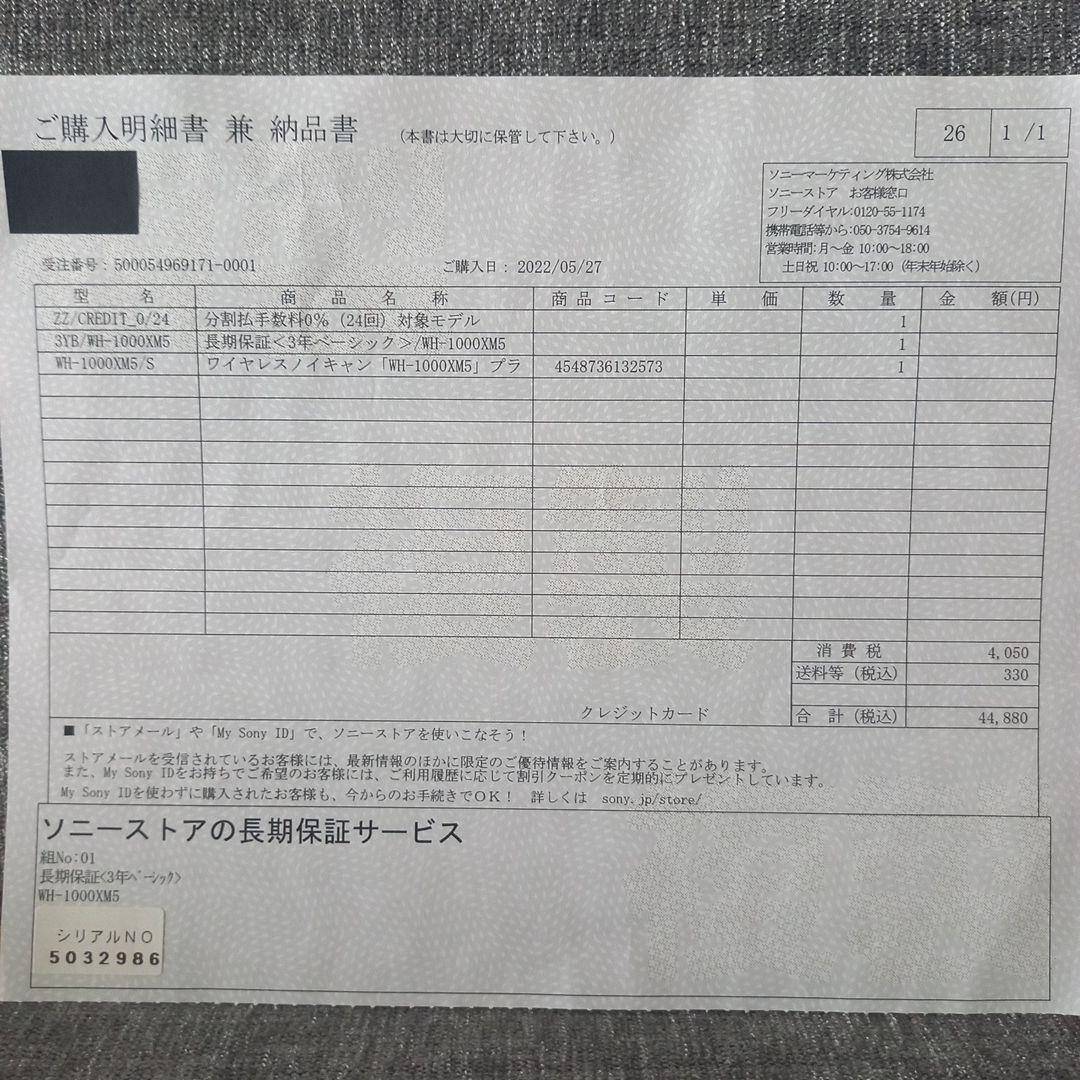 ご購入明細書 兼 納品書 (本書は大切に保管して下さい。)
26 1 /1
ソニーマーケティング株式会社
ソニーストア お客様窓口
フリーダイヤル:0120-55-1174
携帯電話等から:050-3754-9614
営業時間:月～金 10:00～18:00
土日祝 10:00～17:00 (年末年始除く)
受注番号: 500054969171-0001 ご購入日: 2022/05/27
型名 商品名称 商品コード 単価 数量 金額(円)
ZZ/CREDIT_0/24 分割払手数料0% (24回) 対象モデル 1
3YB/WH-1000XM5 長期保証<3年ベーシック>/WH-1000XM5 1
WH-1000XM5/S ワイヤレスノイキャン「WH-1000XM5」プラ 4548736132573 1
消費税 4,050
送料等 (税込) 330
クレジットカード 合計 (税込) 44,880
■「ストアメール」や「My Sony ID」で、ソニーストアを使いこなそう!
ストアメールを受信されているお客様には、最新情報のほかに限定のご優待情報をご案内することがあります。
また、My Sony IDをお持ちでご希望のお客様には、ご利用履歴に応じて割引クーポンを定期的にプレゼントしています。
My Sony IDを使わずに購入されたお客様も、今からのお手続きでOK! 詳しくは sony.jp/store/
ソニーストアの長期保証サービス
組No:01
長期保証<3年ﾍﾞｰｼｯｸ>
WH-1000XM5
シリアルNO
5032986